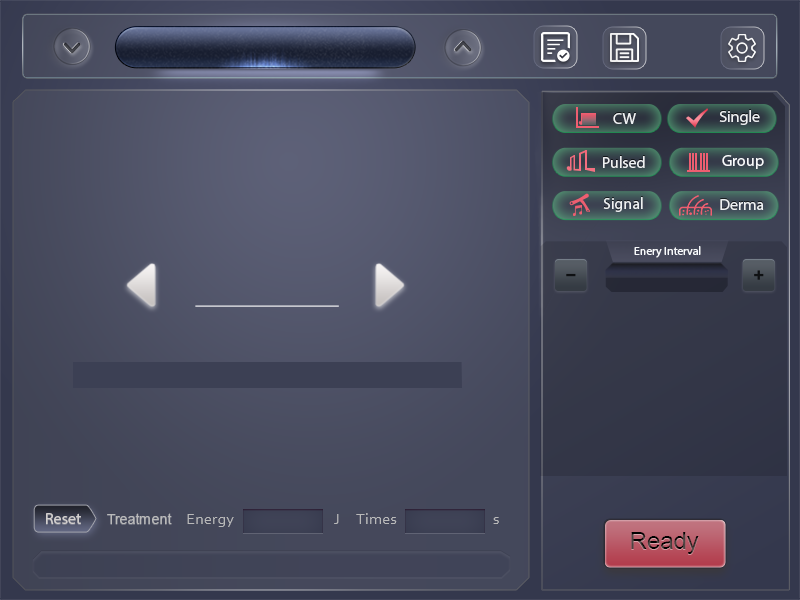 CW
Single
Pulsed
Group
Signal
Derma
Enery Interval
−
+
Reset Treatment Energy J Times s
Ready